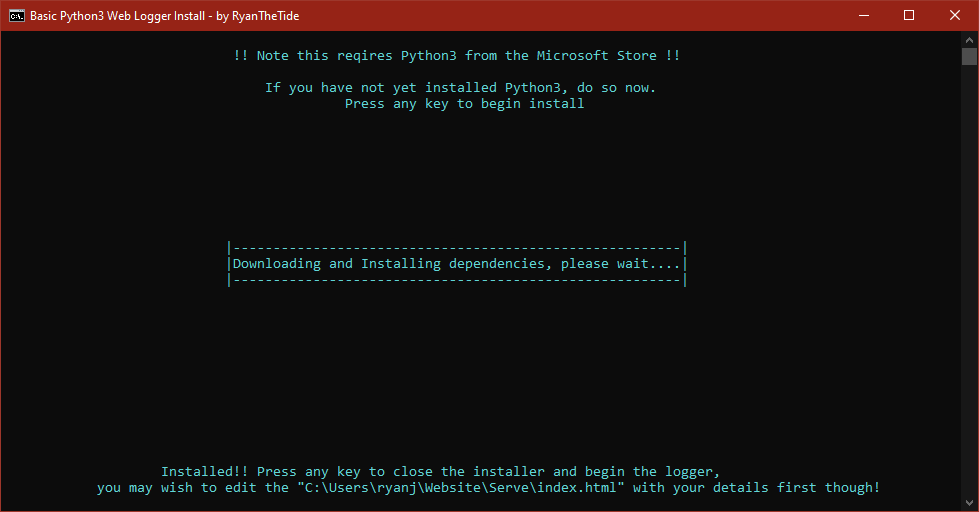 Basic Python3 Web Logger Install - by RyanTheTide
!! Note this reqires Python3 from the Microsoft Store !!
If you have not yet installed Python3, do so now.
Press any key to begin install
|--------------------------------------------------------|
|Downloading and Installing dependencies, please wait....|
|--------------------------------------------------------|
Installed!! Press any key to close the installer and begin the logger,
you may wish to edit the "C:\Users\ryanj\Website\Serve\index.html" with your details first though!